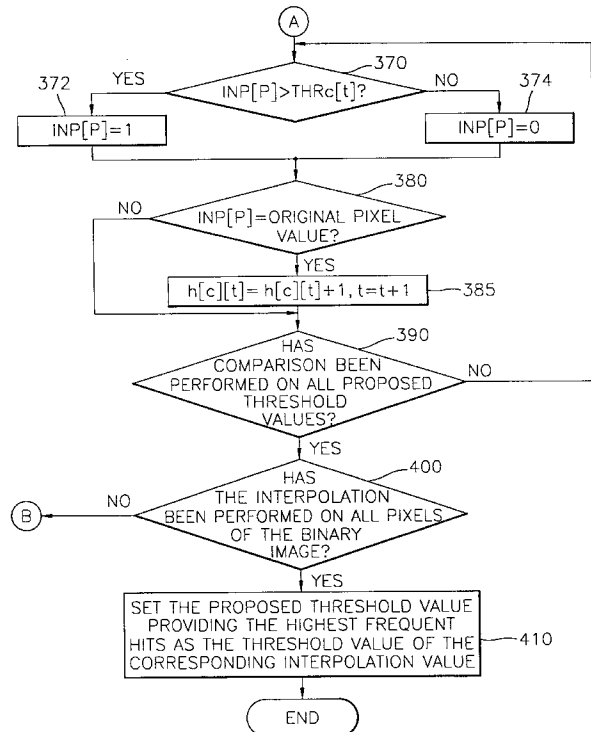 A
370
INP[P]>THRc[t]?
YES
NO
372
INP[P]=1
374
INP[P]=0
380
INP[P]=ORIGINAL PIXEL
VALUE?
NO
YES
h[c][t]= h[c][t]+1, t=t+1
385
390
HAS
COMPARISON BEEN
PERFORMED ON ALL PROPOSED
THRESHOLD
VALUES?
NO
YES
400
HAS
THE INTERPOLATION
BEEN PERFORMED ON ALL PIXELS
OF THE BINARY
IMAGE?
NO
B
YES
SET THE PROPOSED THRESHOLD VALUE
PROVIDING THE HIGHEST FREQUENT
HITS AS THE THRESHOLD VALUE OF THE
CORRESPONDING INTERPOLATION VALUE
410
END